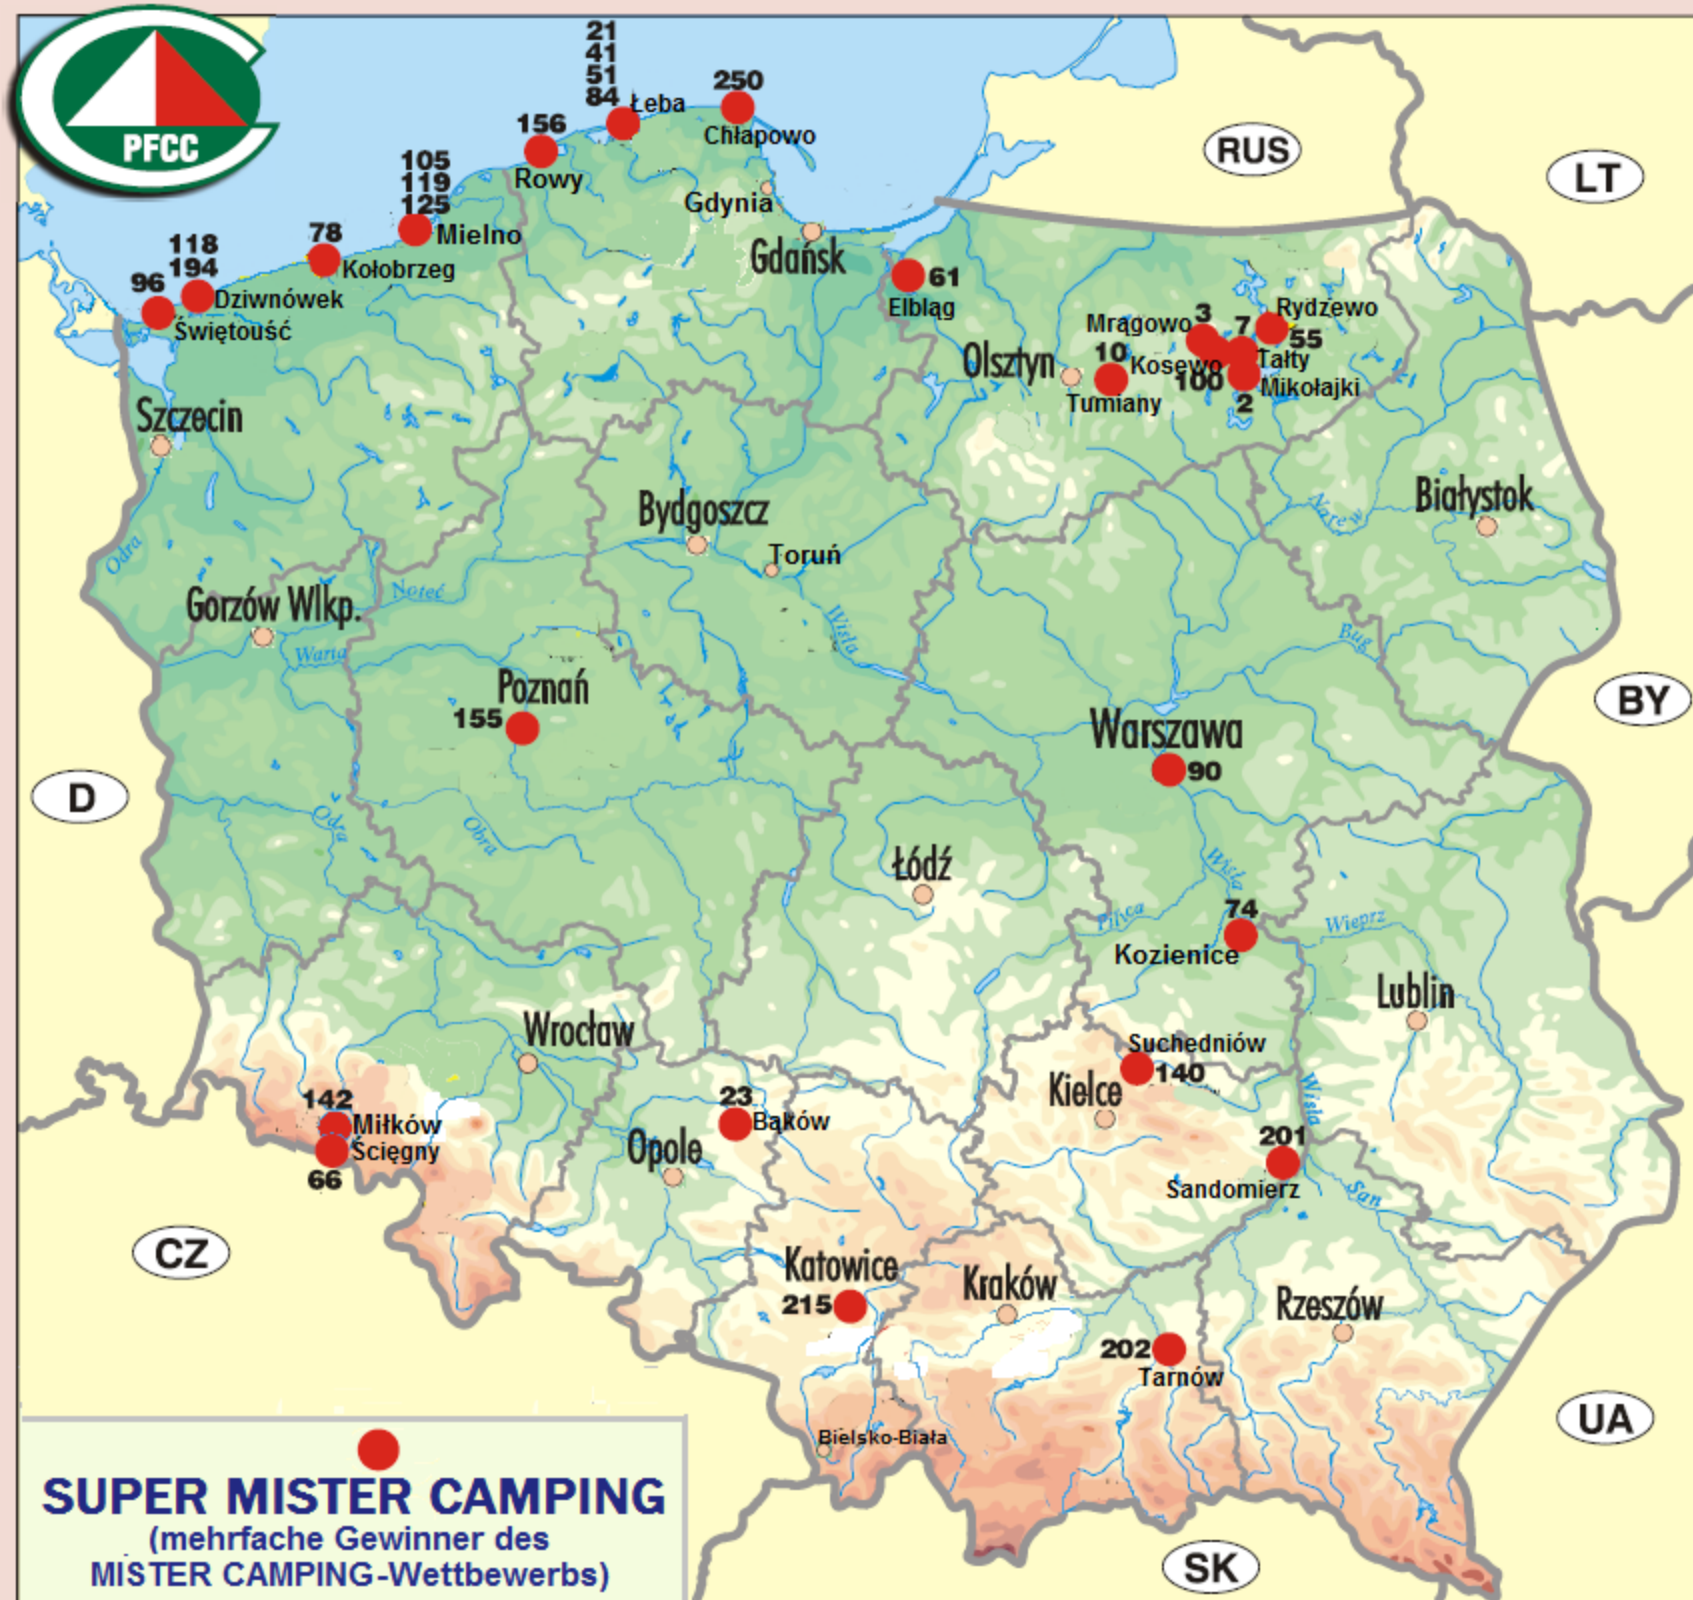 PFCC
21
41
51
84
Łeba
250
Chłapowo
156
Rowy
105
119
125
Mielno
Gdynia
Gdańsk
RUS
LT
78
Kołobrzeg
118
194
Dziwnówek
96
Świętouść
61
Elbląg
Rydzewo
55
Mrągowo
3
7
Tałty
Olsztyn
10
Kosewo
100
Mikołajki
2
Tumiany
Szczecin
Bydgoszcz
Toruń
Narew
Białystok
Odra
Noteć
Gorzów Wlkp.
Warta
Wisła
Bug
Poznań
155
BY
Warszawa
90
D
Odra
Obra
Łódź
Wisła
Pilica
74
Kozienice
Wieprz
Lublin
Wrocław
Suchedniów
140
Kielce
Wisła
142
Miłków
Ścięgny
66
23
Bąków
Opole
201
Sandomierz
San
CZ
Katowice
215
Kraków
Rzeszów
202
Tarnów
UA
Bielsko-Biała
SK
SUPER MISTER CAMPING
(mehrfache Gewinner des
MISTER CAMPING-Wettbewerbs)